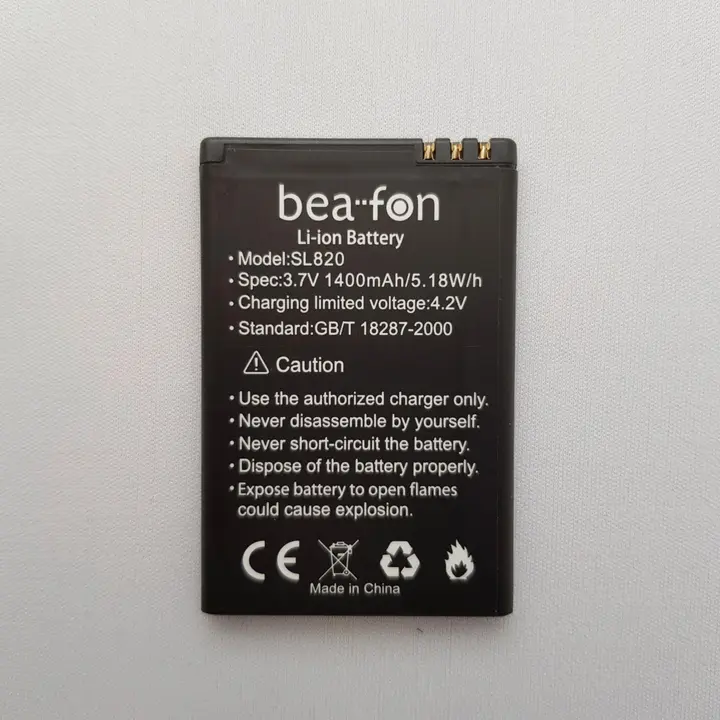 bea-fon
Li-ion Battery
• Model:SL820
• Spec:3.7V 1400mAh/5.18W/h
• Charging limited voltage:4.2V
• Standard:GB/T 18287-2000
Caution
• Use the authorized charger only.
• Never disassemble by yourself.
• Never short-circuit the battery.
• Dispose of the battery properly.
• Expose battery to open flames
could cause explosion.
CE
Made in China